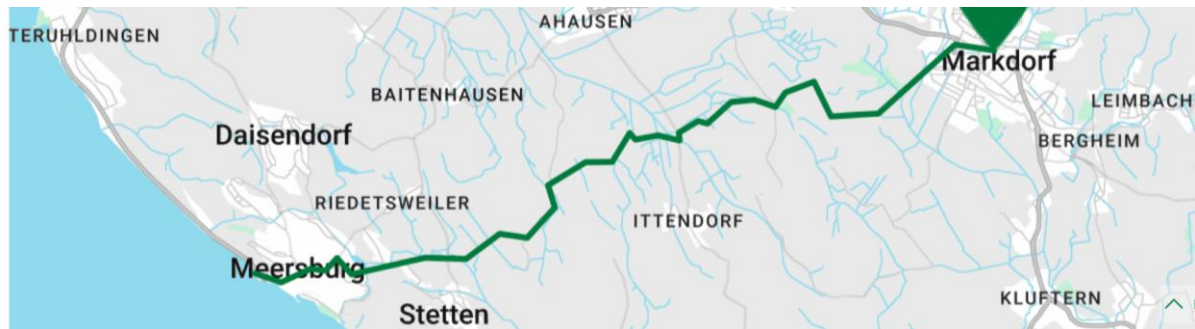 AHAUSEN
TERUHLDINGEN
Markdorf
BAITENHAUSEN
LEIMBACH
Daisendorf
BERGHEIM
RIEDETSWEILER
ITTENDORF
Meersburg
KLUFTERN
Stetten